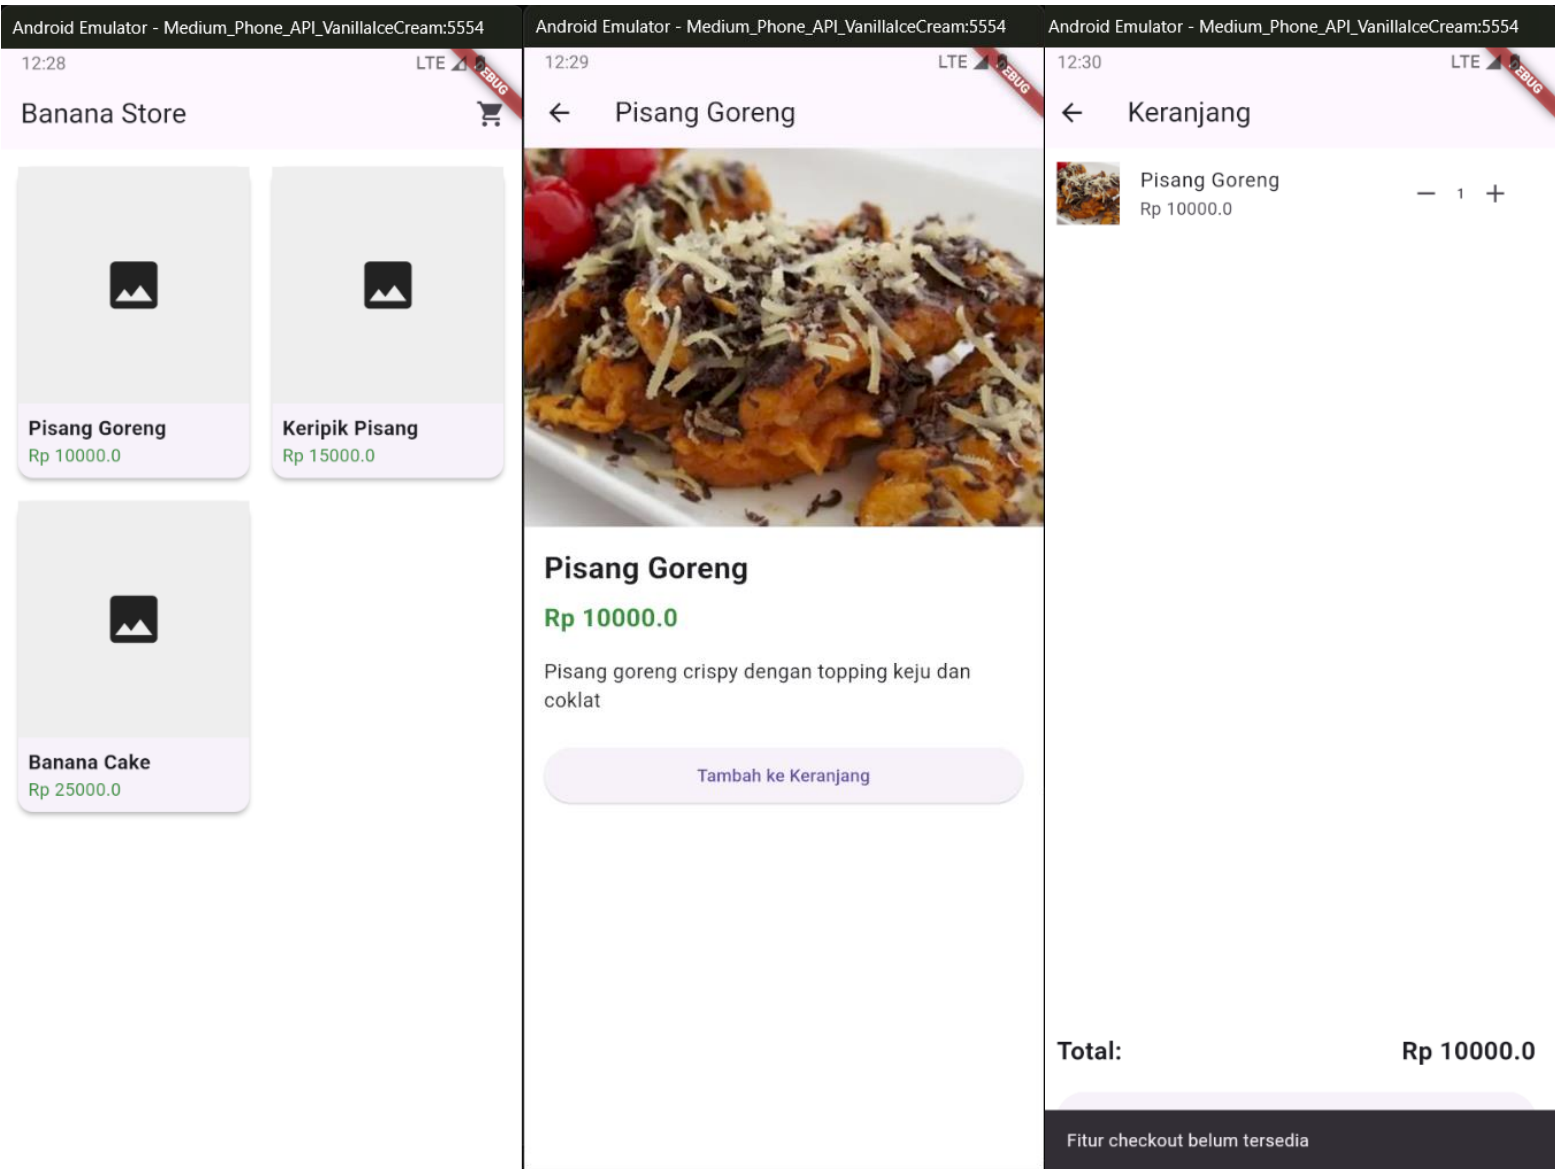 Android Emulator - Medium_Phone_API_VanillaIceCream:5554
12:28
LTE
DEBUG
Banana Store
Pisang Goreng
Rp 10000.0
Keripik Pisang
Rp 15000.0
Banana Cake
Rp 25000.0
Android Emulator - Medium_Phone_API_VanillaIceCream:5554
12:29
LTE
DEBUG
Pisang Goreng
Pisang Goreng
Rp 10000.0
Pisang goreng crispy dengan topping keju dan
coklat
Tambah ke Keranjang
Android Emulator - Medium_Phone_API_VanillaIceCream:5554
12:30
LTE
DEBUG
Keranjang
Pisang Goreng
Rp 10000.0
1
Total:
Rp 10000.0
Fitur checkout belum tersedia